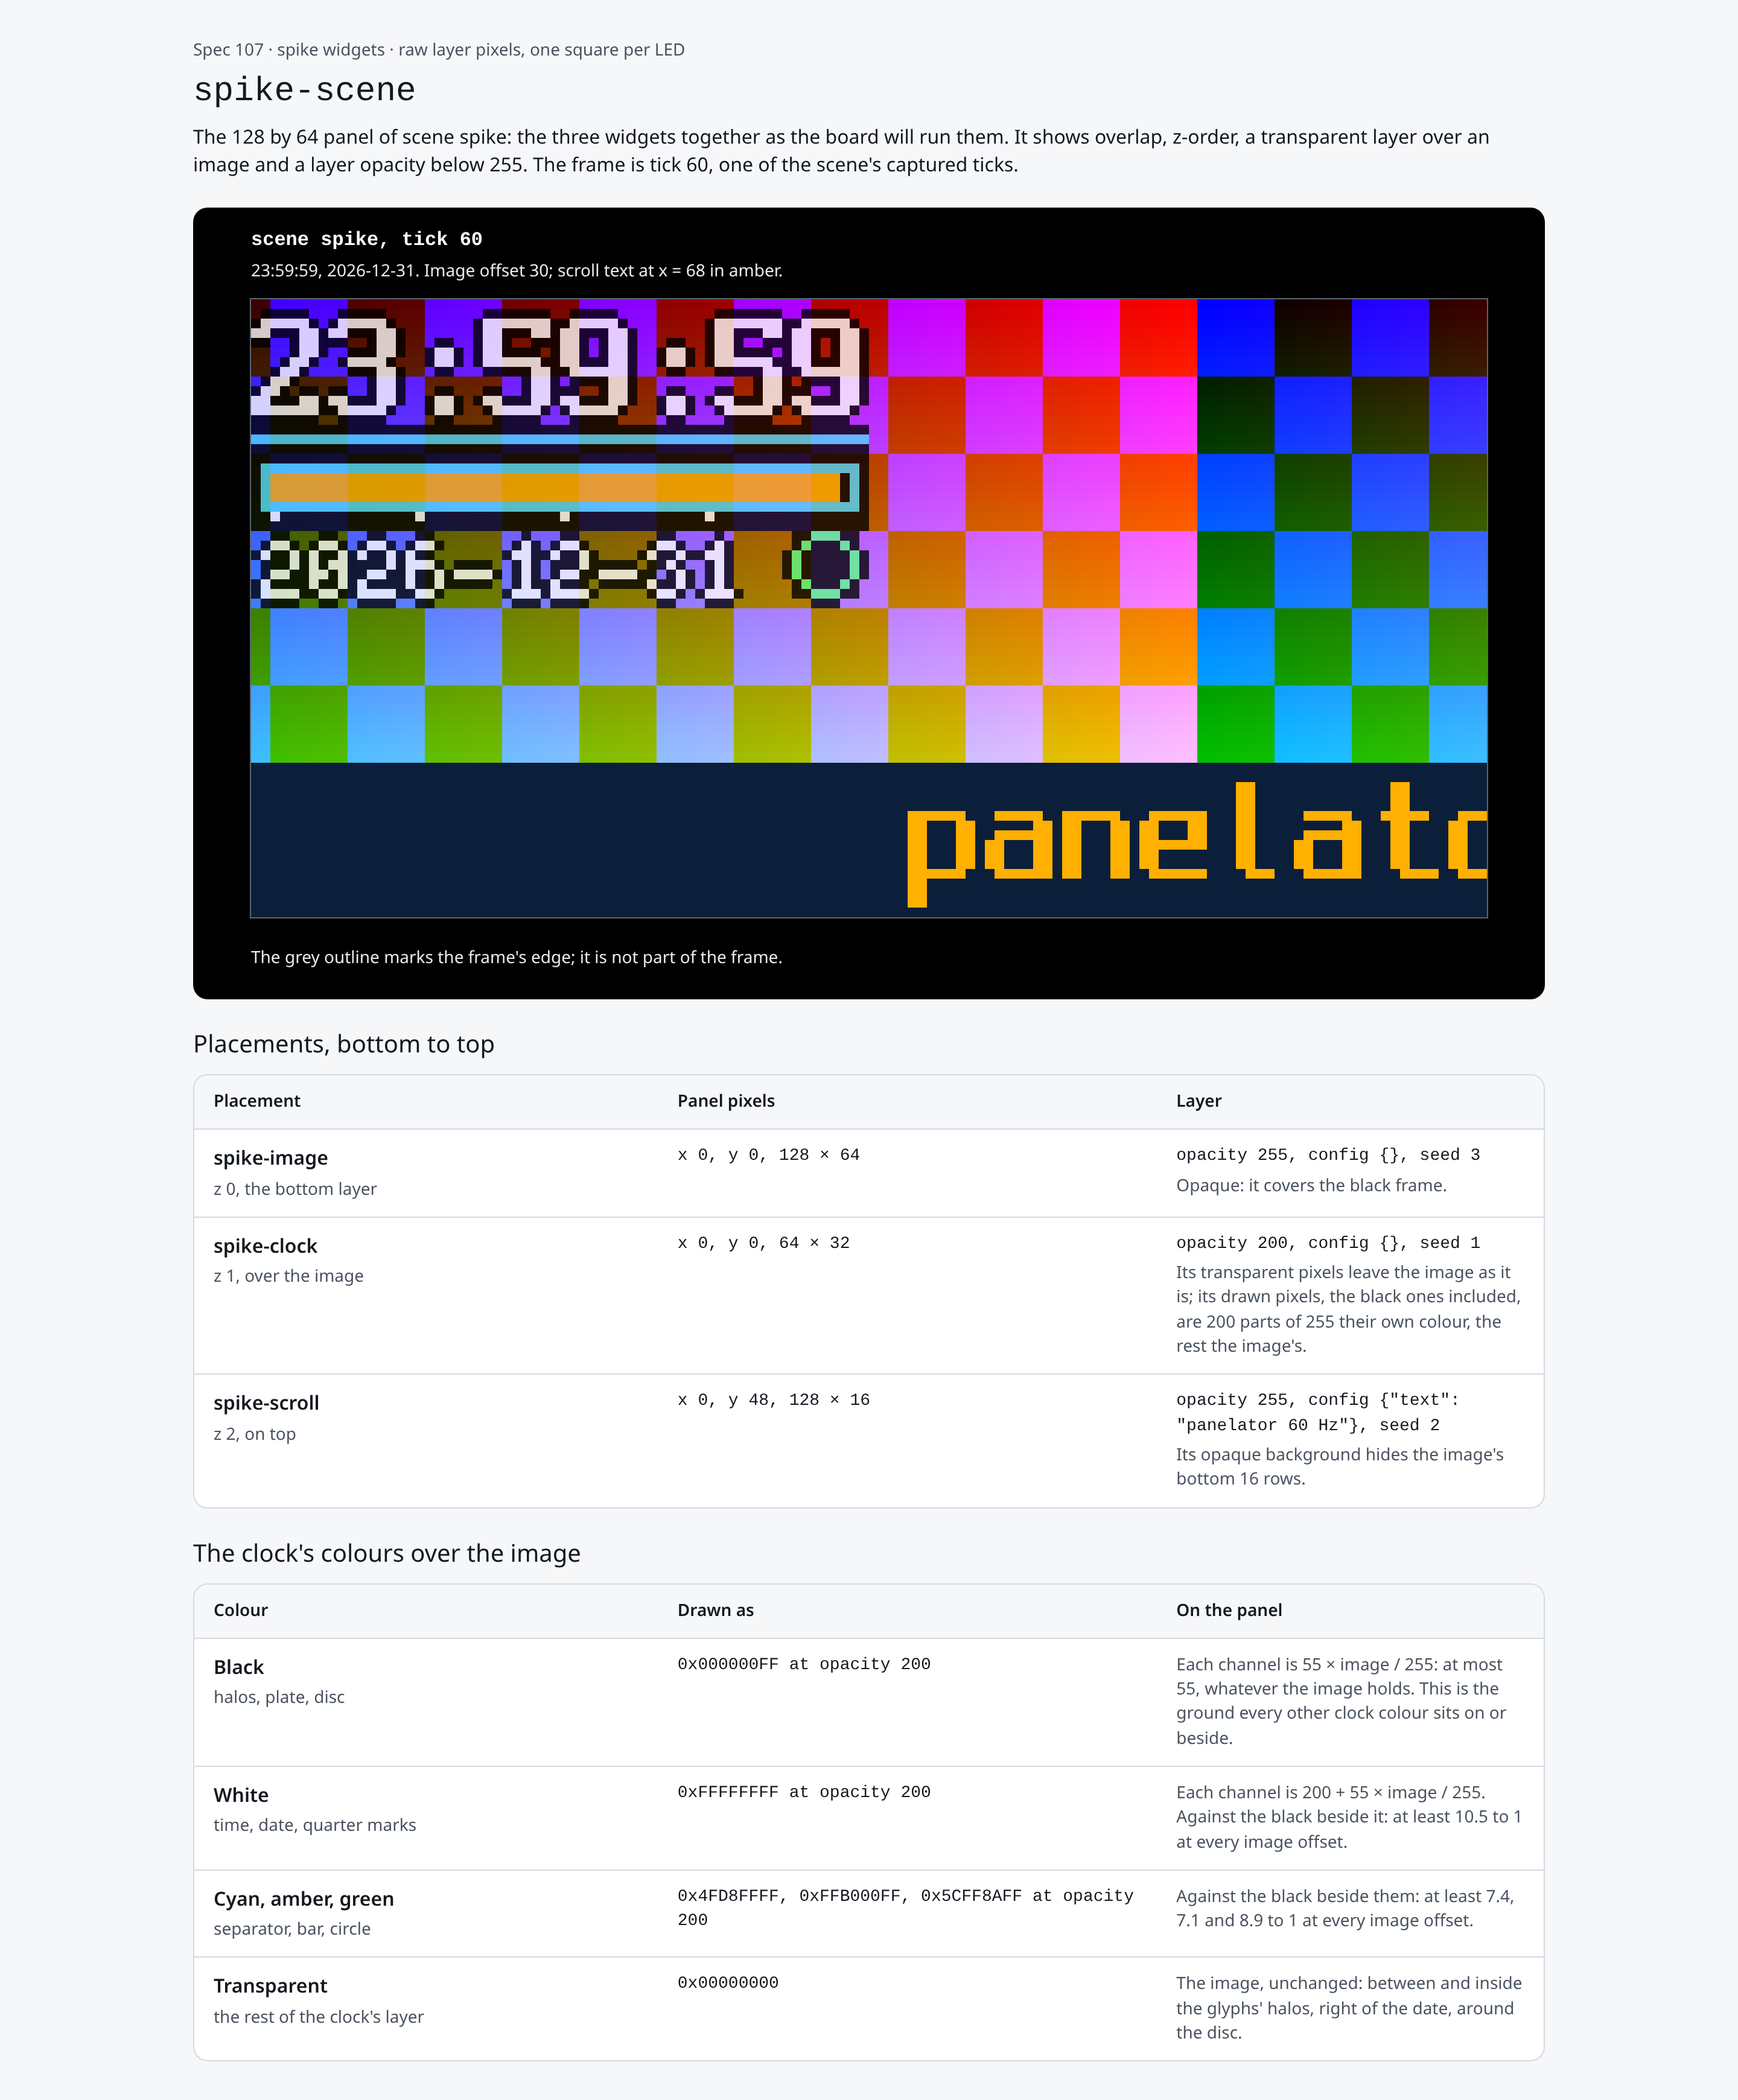 Spec 107 · spike widgets · raw layer pixels, one square per LED
spike-scene
The 128 by 64 panel of scene spike: the three widgets together as the board will run them. It shows overlap, z-order, a transparent layer over an
image and a layer opacity below 255. The frame is tick 60, one of the scene's captured ticks.
scene spike, tick 60
23:59:59, 2026-12-31. Image offset 30; scroll text at x = 68 in amber.
23:59:59
2026-12-31
panelato
The grey outline marks the frame's edge; it is not part of the frame.
Placements, bottom to top
Placement Panel pixels Layer
spike-image x 0, y 0, 128 × 64 opacity 255, config {}, seed 3
z 0, the bottom layer Opaque: it covers the black frame.
spike-clock x 0, y 0, 64 × 32 opacity 200, config {}, seed 1
z 1, over the image Its transparent pixels leave the image as it
is; its drawn pixels, the black ones included,
are 200 parts of 255 their own colour, the
rest the image's.
spike-scroll x 0, y 48, 128 × 16 opacity 255, config {"text":
"panelator 60 Hz"}, seed 2
z 2, on top Its opaque background hides the image's
bottom 16 rows.
The clock's colours over the image
Colour Drawn as On the panel
Black 0x000000FF at opacity 200 Each channel is 55 × image / 255: at most
halos, plate, disc 55, whatever the image holds. This is the
ground every other clock colour sits on or
beside.
White 0xFFFFFFFF at opacity 200 Each channel is 200 + 55 × image / 255.
time, date, quarter marks Against the black beside it: at least 10.5 to 1
at every image offset.
Cyan, amber, green 0x4FD8FFFF, 0xFFB000FF, 0x5CFF8AFF at opacity Against the black beside them: at least 7.4,
separator, bar, circle 200 7.1 and 8.9 to 1 at every image offset.
Transparent 0x00000000 The image, unchanged: between and inside
the rest of the clock's layer the glyphs' halos, right of the date, around
the disc.